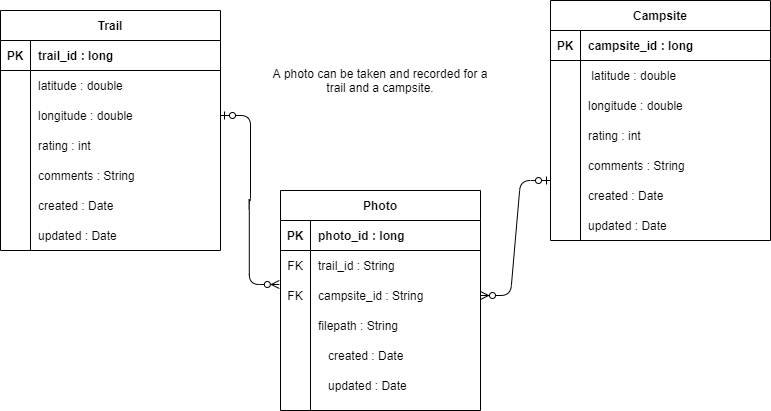 Trail
PK trail_id : long
latitude : double
longitude : double
rating : int
comments : String
created : Date
updated : Date
A photo can be taken and recorded for a
trail and a campsite.
Campsite
PK campsite_id : long
latitude : double
longitude : double
rating : int
comments : String
created : Date
updated : Date
Photo
PK photo_id : long
FK trail_id : String
FK campsite_id : String
filepath : String
created : Date
updated : Date